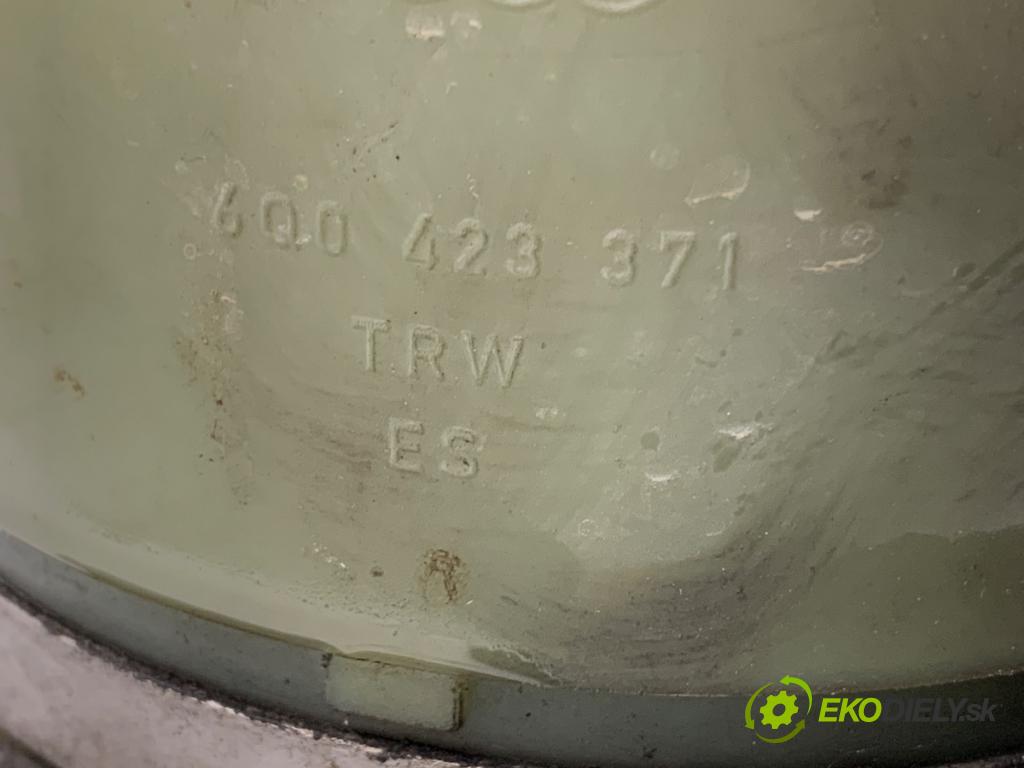 6Q0 423 371
TRW
ES
EKODIELY.sk